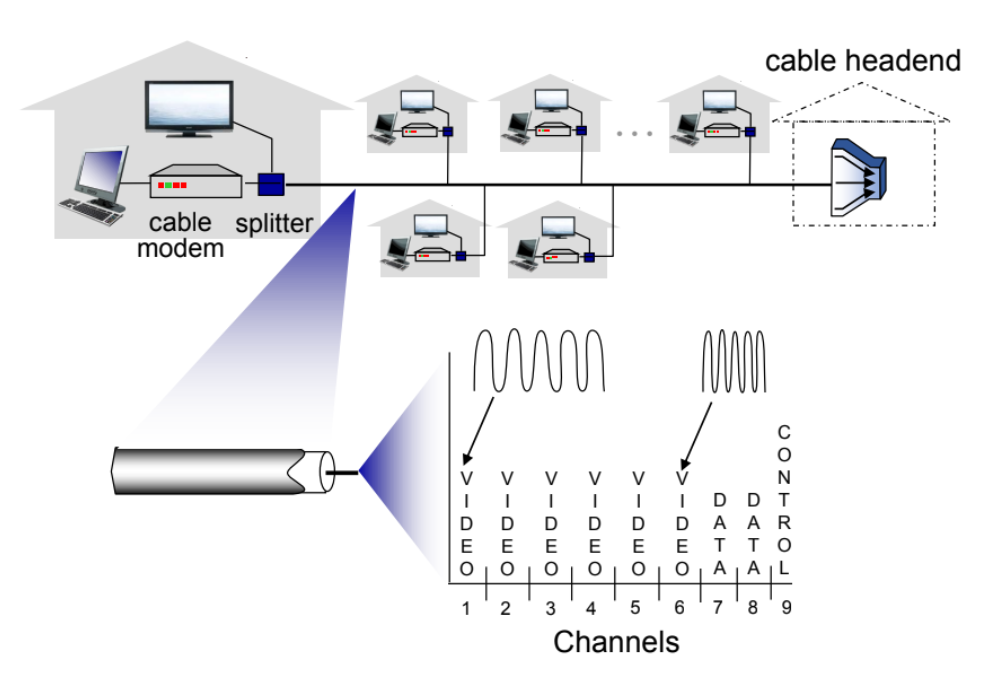 cable headend
cable
modem
splitter
VIDEO
VIDEO
VIDEO
VIDEO
VIDEO
VIDEO
DATA
DATA
CONTROL
1 2 3 4 5 6 7 8 9
Channels